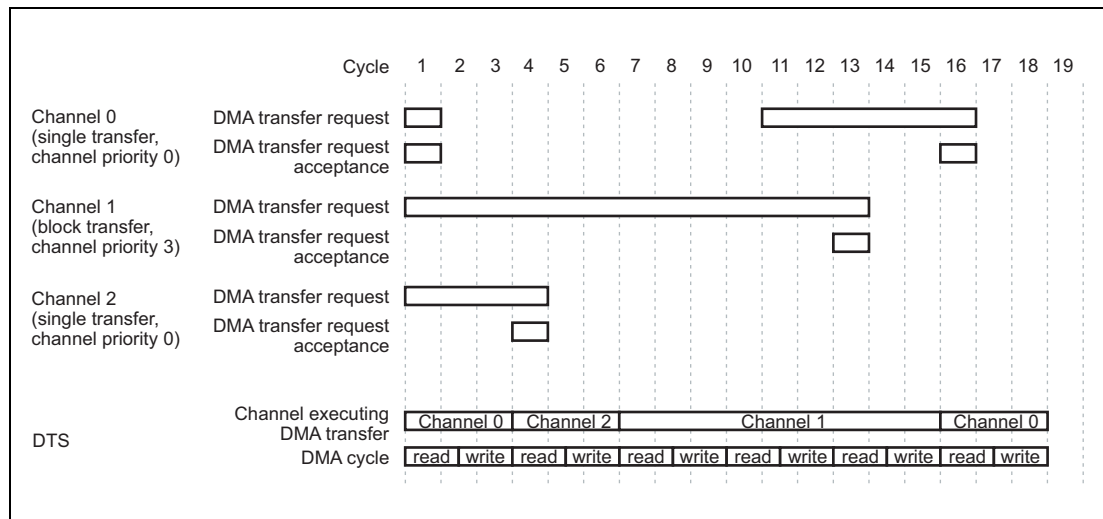 Cycle 1 2 3 4 5 6 7 8 9 10 11 12 13 14 15 16 17 18 19
Channel 0
(single transfer,
channel priority 0)
DMA transfer request
DMA transfer request
acceptance
Channel 1
(block transfer,
channel priority 3)
DMA transfer request
DMA transfer request
acceptance
Channel 2
(single transfer,
channel priority 0)
DMA transfer request
DMA transfer request
acceptance
DTS
Channel executing
DMA transfer
Channel 0 Channel 2 Channel 1 Channel 0
DMA cycle
read write read write read write read write read write read write